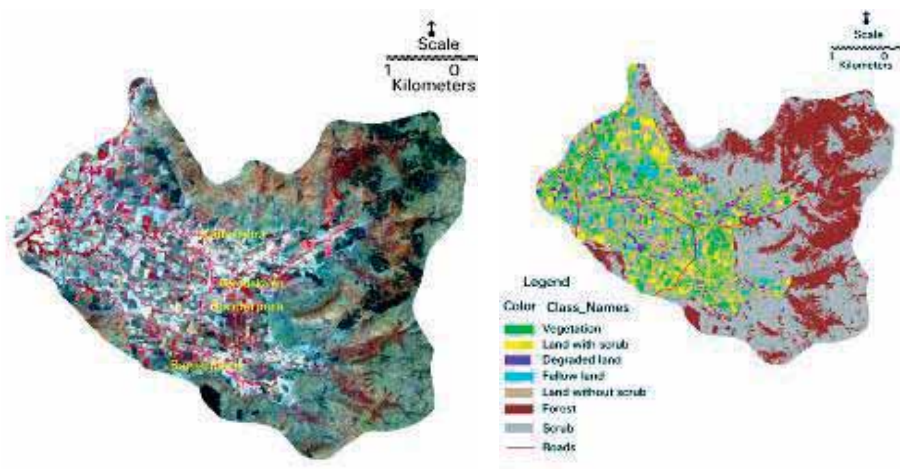 Scale
1 0
Kilometers
Scale
1 0
Kilometers
Legend
Color Class_Names
Vegetation
Land with scrub
Degraded land
Fallow land
Land without scrub
Forest
Scrub
Roads